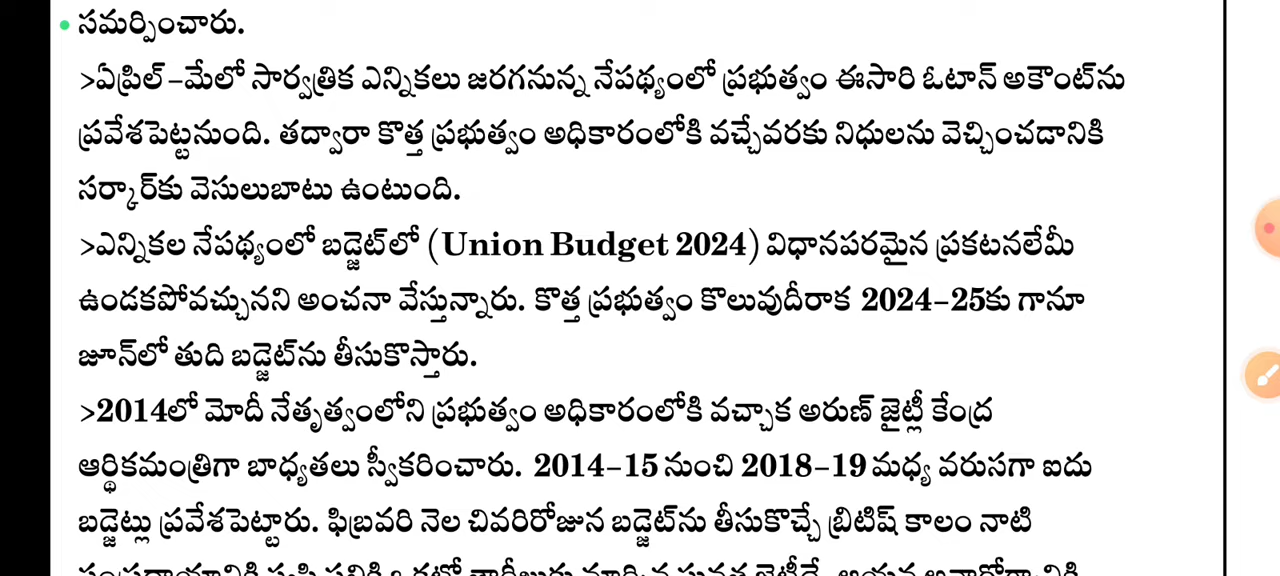 సమర్పించారు.
>ఏప్రిల్-మేలో సార్వత్రిక ఎన్నికలు జరగనున్న నేపథ్యంలో ప్రభుత్వం ఈసారి ఓటాన్ అకౌంట్‌ను
ప్రవేశపెట్టనుంది. తద్వారా కొత్త ప్రభుత్వం అధికారంలోకి వచ్చేవరకు నిధులను వెచ్చించడానికి
సర్కార్‌కు వెసులుబాటు ఉంటుంది.
>ఎన్నికల నేపథ్యంలో బడ్జెట్‌లో (Union Budget 2024) విధానపరమైన ప్రకటనలేమీ
ఉండకపోవచ్చునని అంచనా వేస్తున్నారు. కొత్త ప్రభుత్వం కొలువుదీరాక 2024-25కు గానూ
జూన్‌లో తుది బడ్జెట్‌ను తీసుకొస్తారు.
>2014లో మోదీ నేతృత్వంలోని ప్రభుత్వం అధికారంలోకి వచ్చాక అరుణ్ జైట్లీ కేంద్ర
ఆర్థికమంత్రిగా బాధ్యతలు స్వీకరించారు. 2014-15 నుంచి 2018-19 మధ్య వరుసగా ఐదు
బడ్జెట్లు ప్రవేశపెట్టారు. ఫిబ్రవరి నెల చివరిరోజున బడ్జెట్‌ను తీసుకొచ్చే బ్రిటిష్ కాలం నాటి